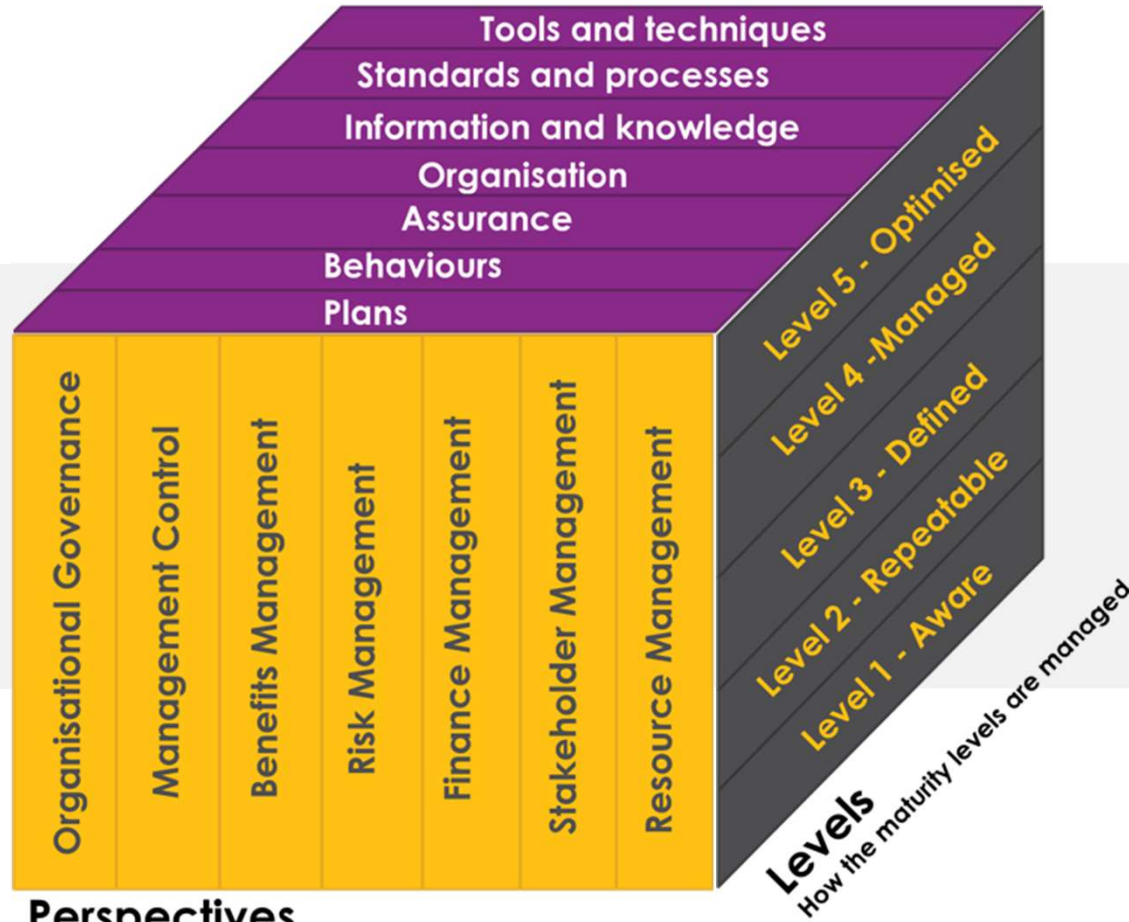 Tools and techniques
Standards and processes
Information and knowledge
Organisation
Assurance
Behaviours
Plans
Organisational Governance
Management Control
Benefits Management
Risk Management
Finance Management
Stakeholder Management
Resource Management
Level 5 - Optimised
Level 4 -Managed
Level 3 - Defined
Level 2 - Repeatable
Level 1 - Aware
Levels
How the maturity levels are managed
Perspectives